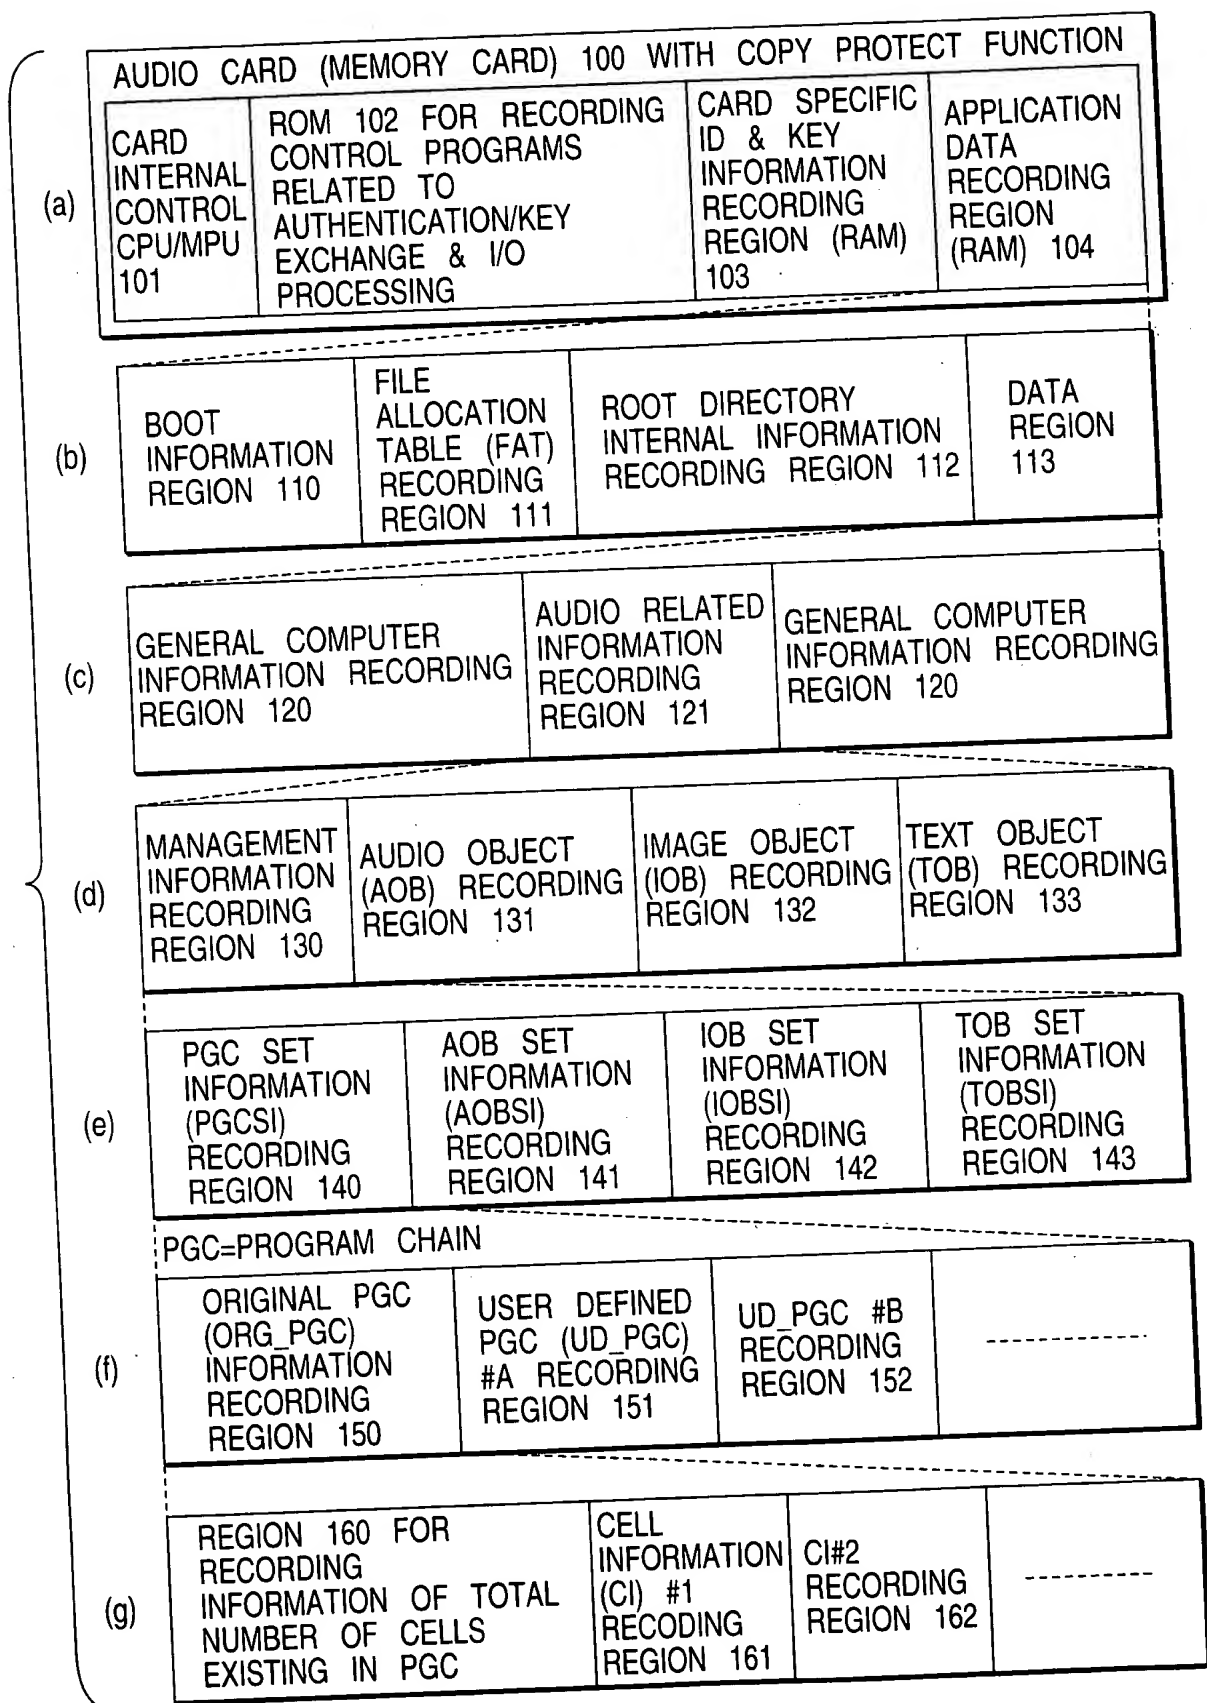 AUDIO CARD (MEMORY CARD) 100 WITH COPY PROTECT FUNCTION
(a)
CARD
INTERNAL
CONTROL
CPU/MPU
101
ROM 102 FOR RECORDING
CONTROL PROGRAMS
RELATED TO
AUTHENTICATION/KEY
EXCHANGE & I/O
PROCESSING
CARD SPECIFIC
ID & KEY
INFORMATION
RECORDING
REGION (RAM)
103
APPLICATION
DATA
RECORDING
REGION
(RAM) 104
(b)
BOOT
INFORMATION
REGION 110
FILE
ALLOCATION
TABLE (FAT)
RECORDING
REGION 111
ROOT DIRECTORY
INTERNAL INFORMATION
RECORDING REGION 112
DATA
REGION
113
(c)
GENERAL COMPUTER
INFORMATION RECORDING
REGION 120
AUDIO RELATED
INFORMATION
RECORDING
REGION 121
GENERAL COMPUTER
INFORMATION RECORDING
REGION 120
(d)
MANAGEMENT
INFORMATION
RECORDING
REGION 130
AUDIO OBJECT
(AOB) RECORDING
REGION 131
IMAGE OBJECT
(IOB) RECORDING
REGION 132
TEXT OBJECT
(TOB) RECORDING
REGION 133
(e)
PGC SET
INFORMATION
(PGCSI)
RECORDING
REGION 140
AOB SET
INFORMATION
(AOBSI)
RECORDING
REGION 141
IOB SET
INFORMATION
(IOBSI)
RECORDING
REGION 142
TOB SET
INFORMATION
(TOBSI)
RECORDING
REGION 143
PGC=PROGRAM CHAIN
(f)
ORIGINAL PGC
(ORG_PGC)
INFORMATION
RECORDING
REGION 150
USER DEFINED
PGC (UD_PGC)
#A RECORDING
REGION 151
UD_PGC #B
RECORDING
REGION 152
(g)
REGION 160 FOR
RECORDING
INFORMATION OF TOTAL
NUMBER OF CELLS
EXISTING IN PGC
CELL
INFORMATION
(CI) #1
RECODING
REGION 161
CI#2
RECORDING
REGION 162